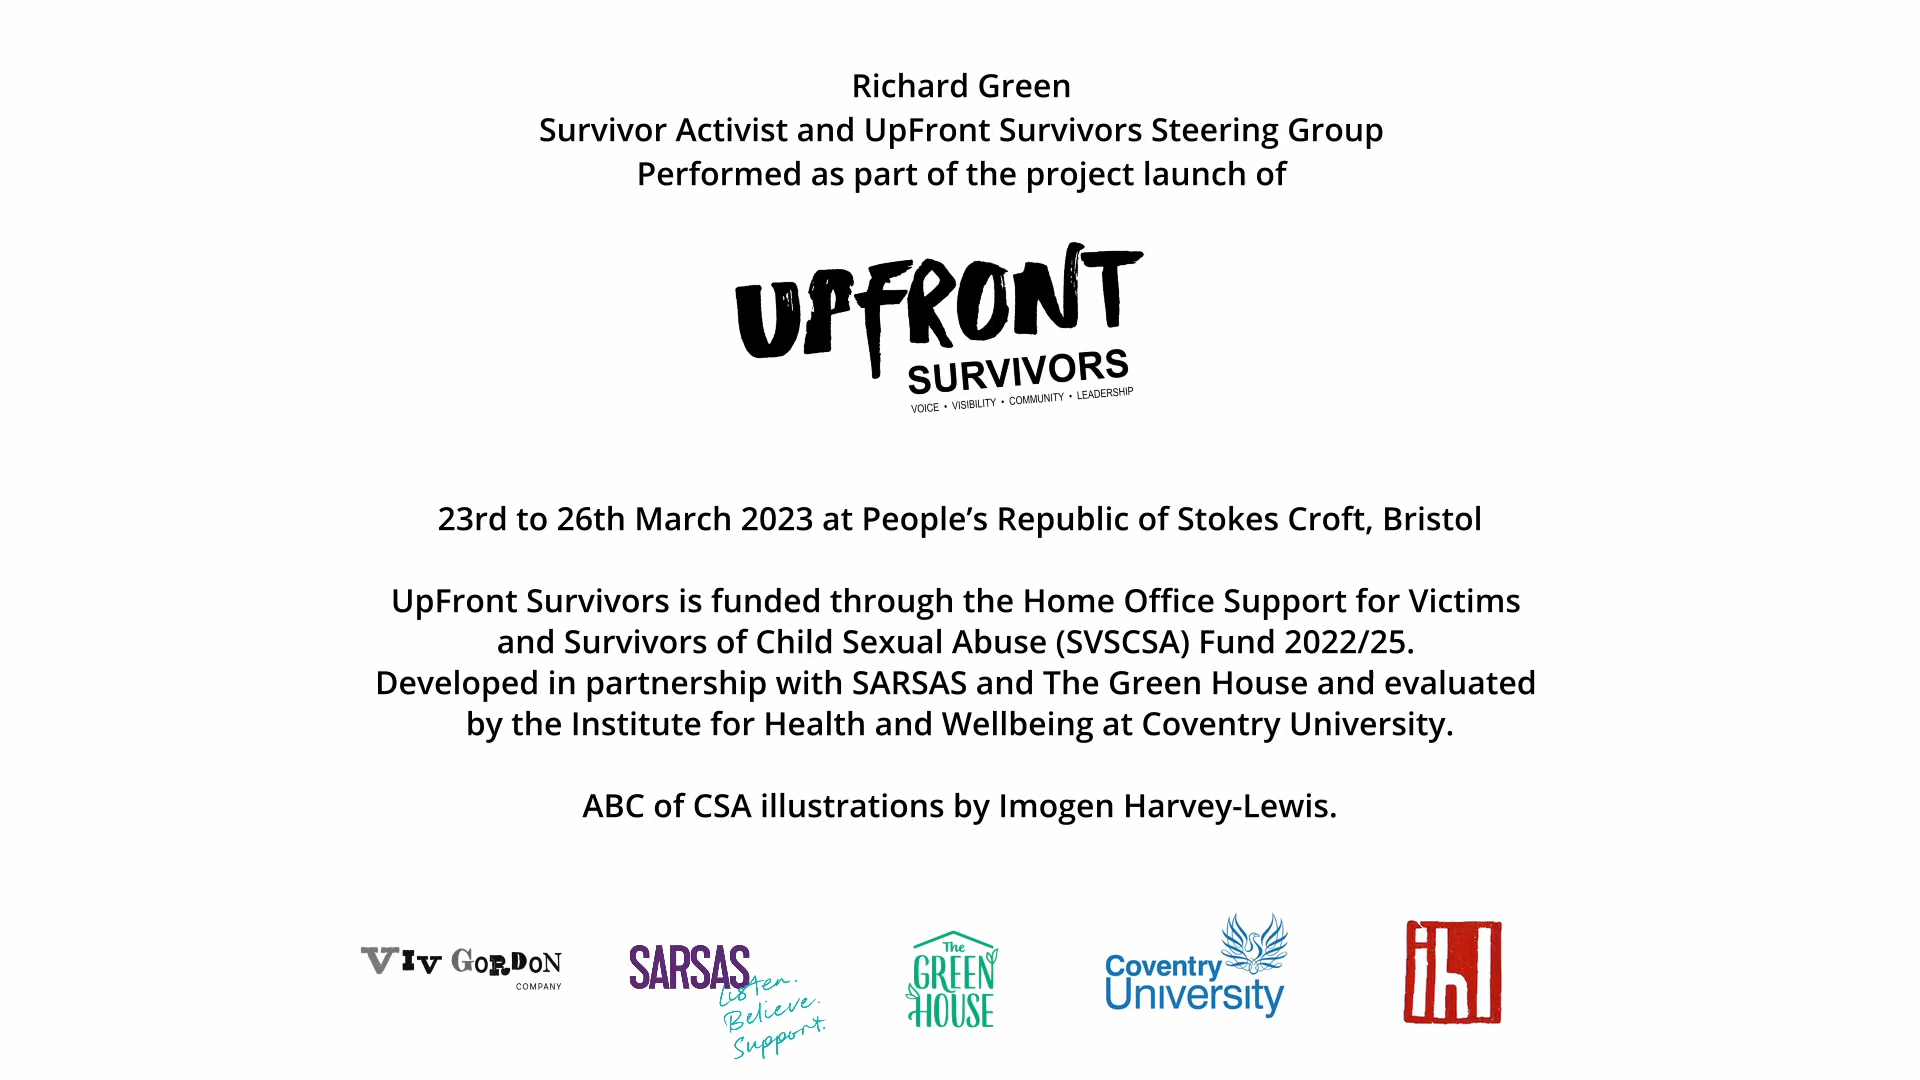 Richard Green
Survivor Activist and UpFront Survivors Steering Group
Performed as part of the project launch of
UPFRONT
SURVIVORS
VOICE • VISIBILITY • COMMUNITY • LEADERSHIP
23rd to 26th March 2023 at People’s Republic of Stokes Croft, Bristol
UpFront Survivors is funded through the Home Office Support for Victims
and Survivors of Child Sexual Abuse (SVSCSA) Fund 2022/25.
Developed in partnership with SARSAS and The Green House and evaluated
by the Institute for Health and Wellbeing at Coventry University.
ABC of CSA illustrations by Imogen Harvey-Lewis.
VIV GORDON
COMPANY
SARSAS
Listen.
Believe.
Support.
The
GREEN
HOUSE
Coventry
University
ihl